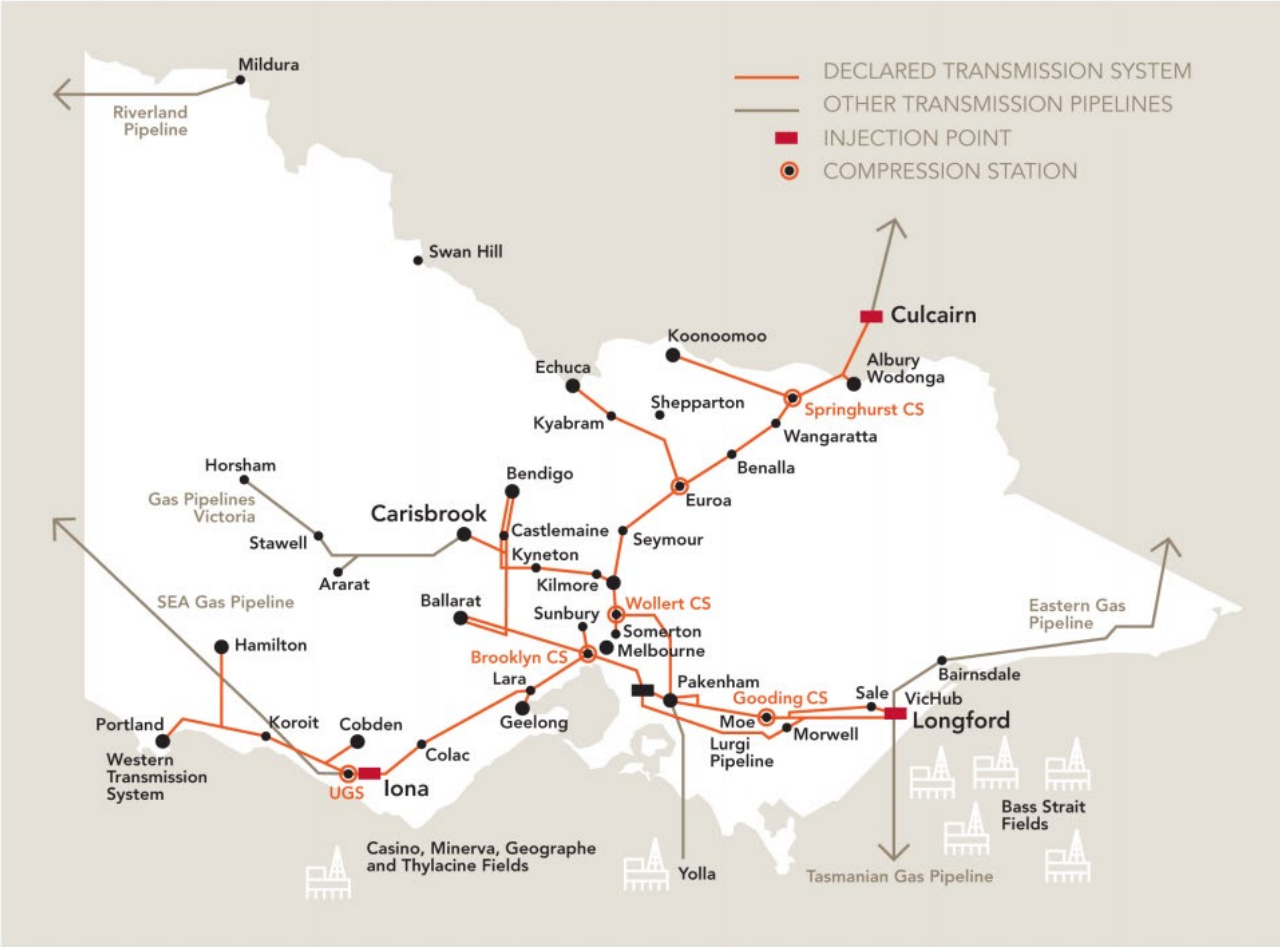 Mildura
Riverland
Pipeline
DECLARED TRANSMISSION SYSTEM
OTHER TRANSMISSION PIPELINES
INJECTION POINT
COMPRESSION STATION
Swan Hill
Culcairn
Koonoomoo
Albury
Wodonga
Echuca
Springhurst CS
Shepparton
Kyabram
Wangaratta
Benalla
Horsham
Bendigo
Gas Pipelines
Victoria
Euroa
Carisbrook
Castlemaine
Stawell
Seymour
Kyneton
Ararat
Kilmore
SEA Gas Pipeline
Ballarat
Wollert CS
Sunbury
Eastern Gas
Pipeline
Somerton
Hamilton
Melbourne
Brooklyn CS
Bairnsdale
Lara
Pakenham
Gooding CS
Sale
VicHub
Longford
Portland
Koroit
Cobden
Geelong
Moe
Morwell
Lurgi
Pipeline
Colac
Western
Transmission
System
UGS
Iona
Bass Strait
Fields
Casino, Minerva, Geographe
and Thylacine Fields
Yolla
Tasmanian Gas Pipeline